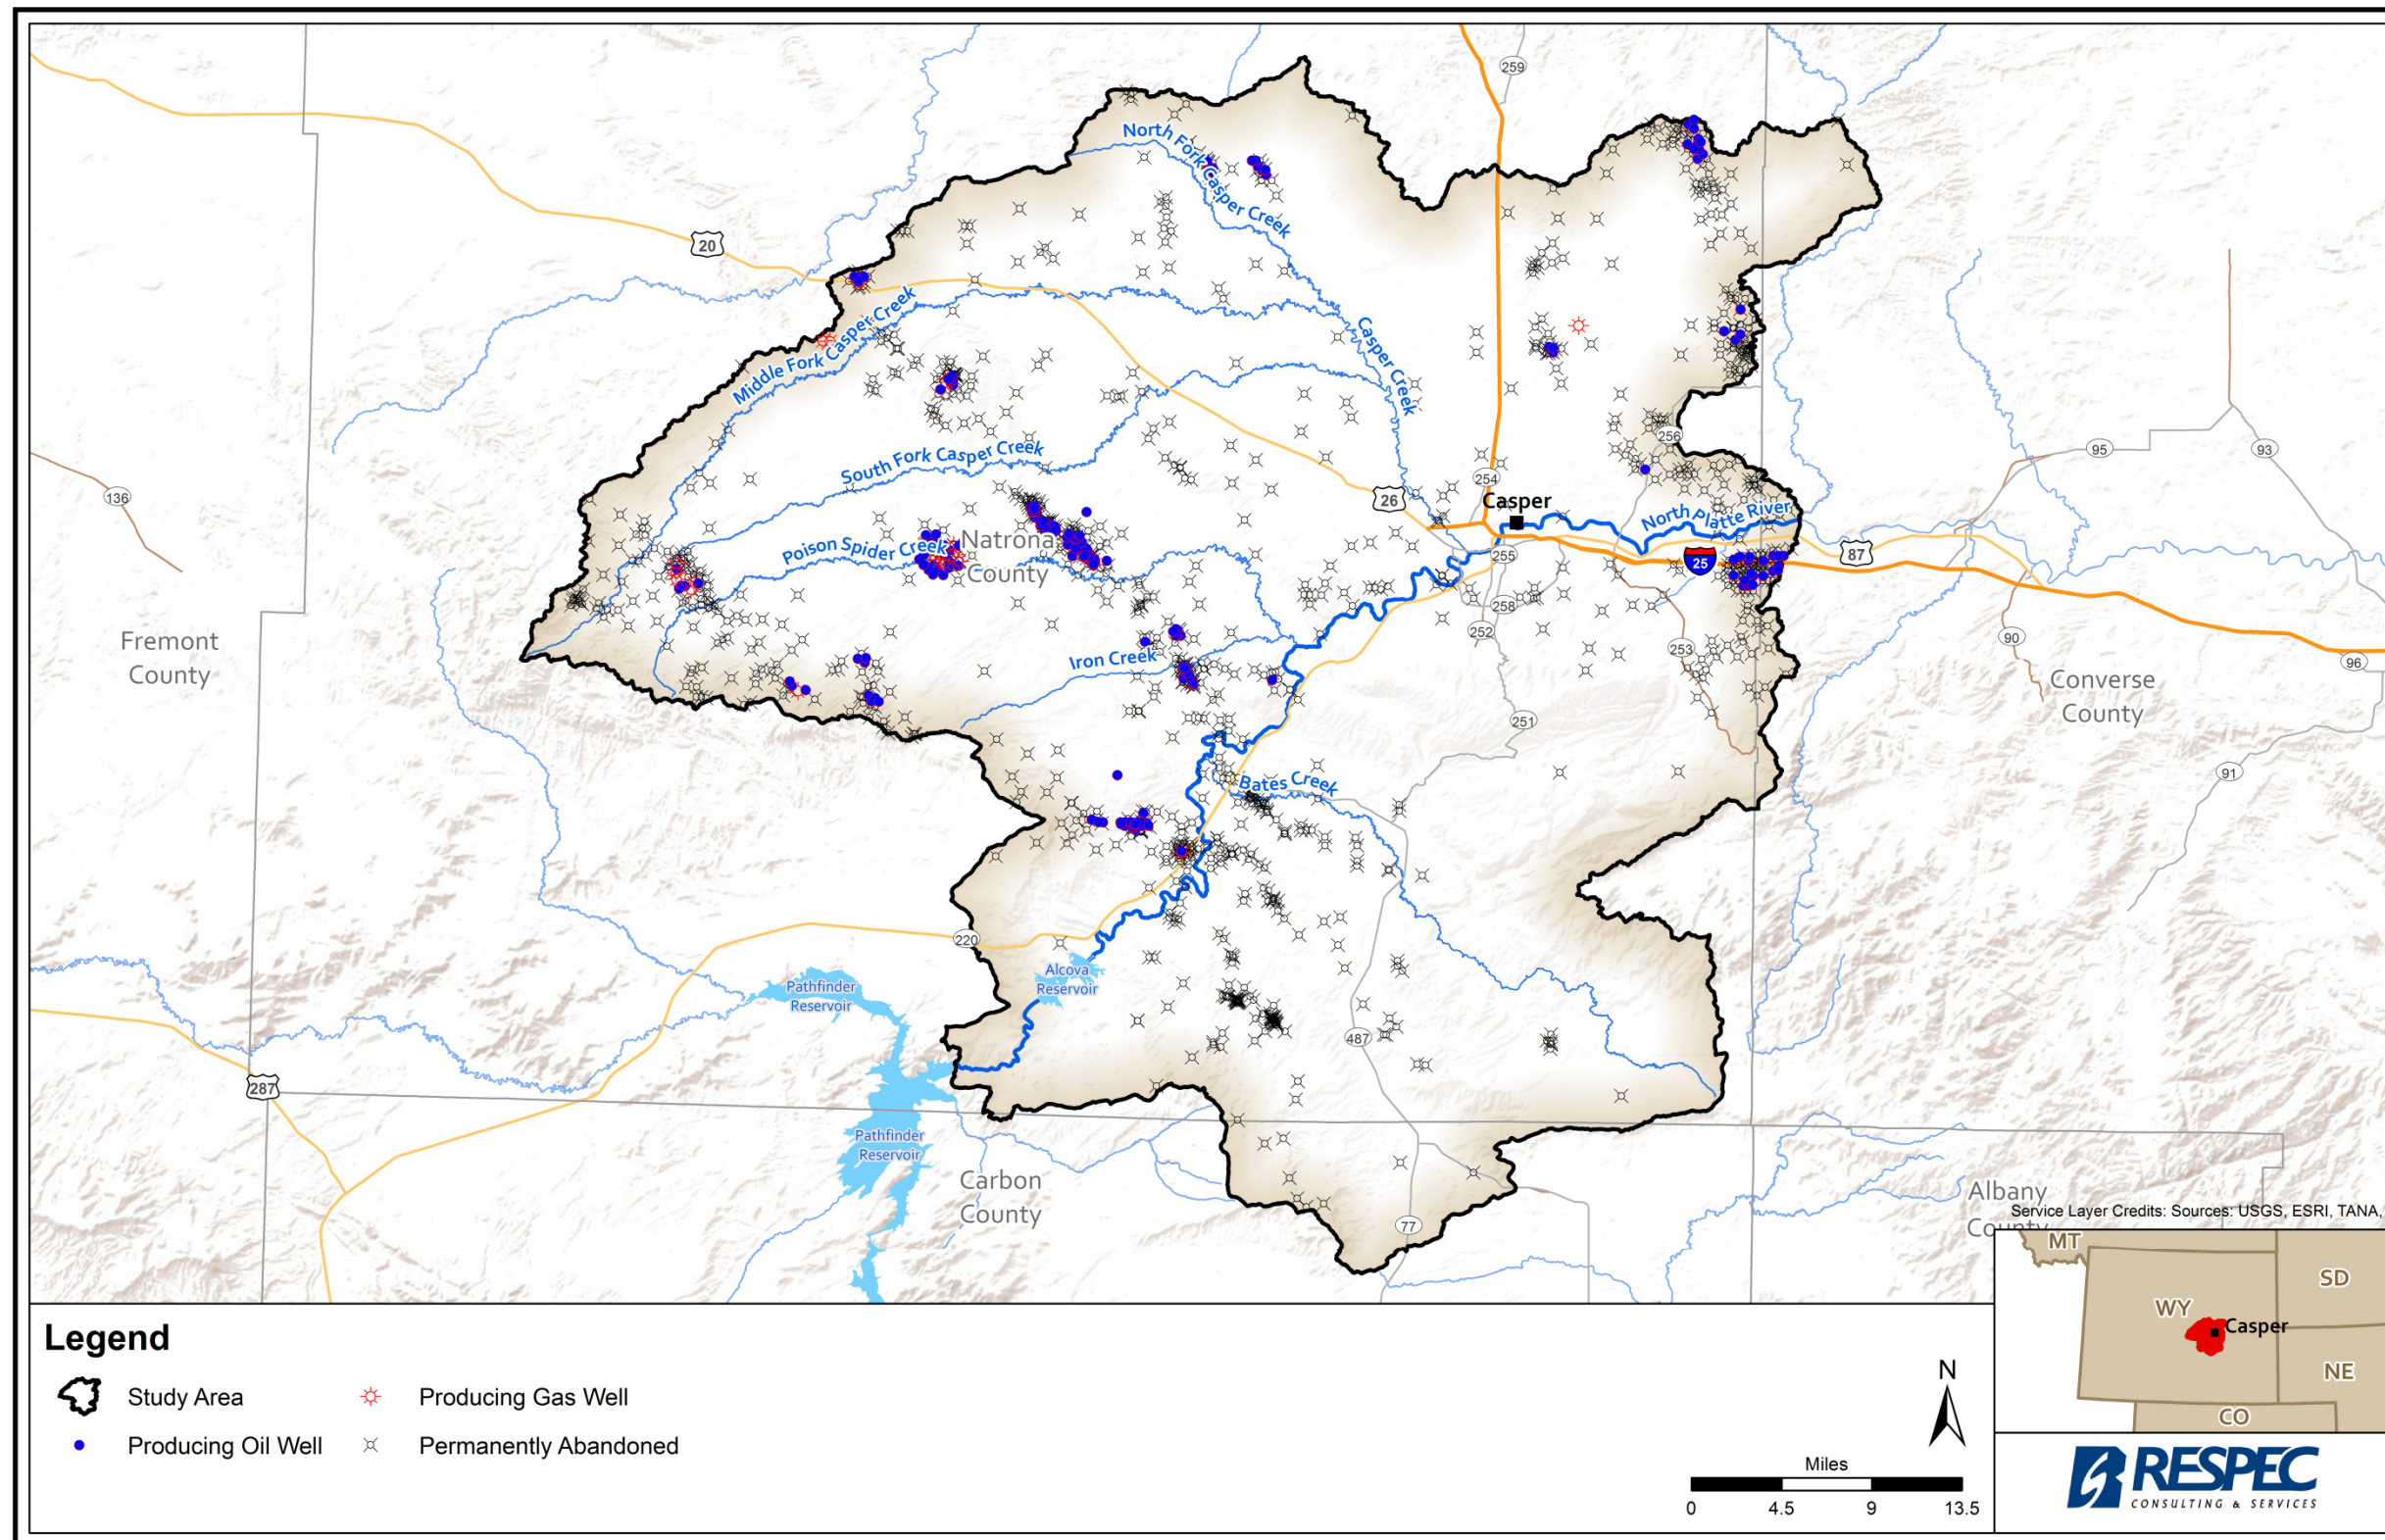 259
North Fork Casper Creek
20
Middle Fork Casper Creek
Casper Creek
256
95
93
South Fork Casper Creek
254
136
26
Casper
North Platte River
Natrona
County
Poison Spider Creek
255
25
87
258
252
253
90
96
Fremont
County
Iron Creek
Converse
County
251
Bates Creek
91
220
Alcova
Reservoir
Pathfinder
Reservoir
487
287
Pathfinder
Reservoir
Carbon
County
77
Albany
County
Service Layer Credits: Sources: USGS, ESRI, TANA,
MT
SD
WY
Casper
NE
CO
Legend
Study Area
Producing Gas Well
Producing Oil Well
Permanently Abandoned
N
Miles
0 4.5 9 13.5
RESPEC
CONSULTING & SERVICES